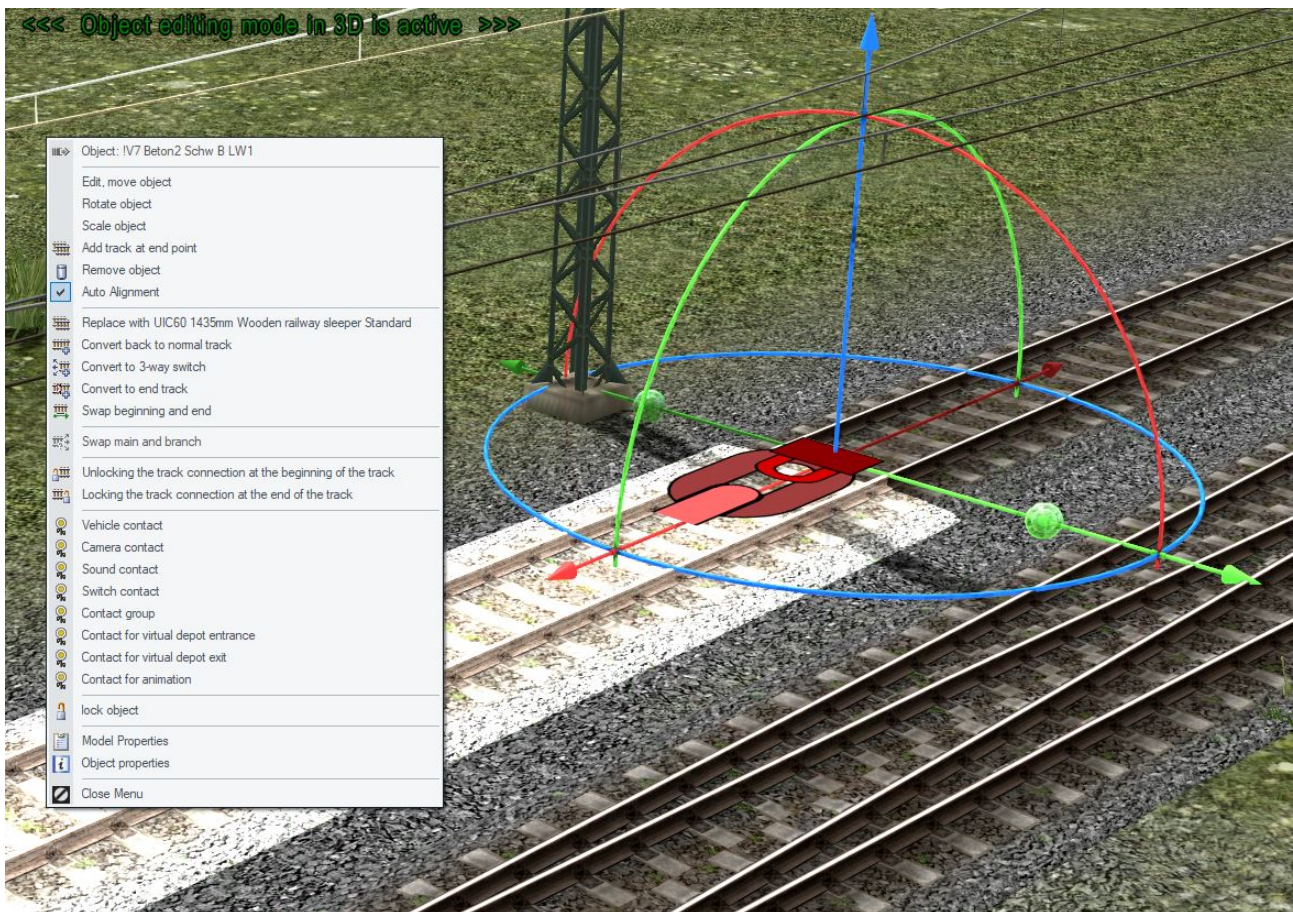 <<< Object editing mode in 3D is active >>>
Object: !V7 Beton2 Schw B LW1
Edit, move object
Rotate object
Scale object
Add track at end point
Remove object
Auto Alignment
Replace with UIC60 1435mm Wooden railway sleeper Standard
Convert back to normal track
Convert to 3-way switch
Convert to end track
Swap beginning and end
Swap main and branch
Unlocking the track connection at the beginning of the track
Locking the track connection at the end of the track
Vehicle contact
Camera contact
Sound contact
Switch contact
Contact group
Contact for virtual depot entrance
Contact for virtual depot exit
Contact for animation
lock object
Model Properties
Object properties
Close Menu